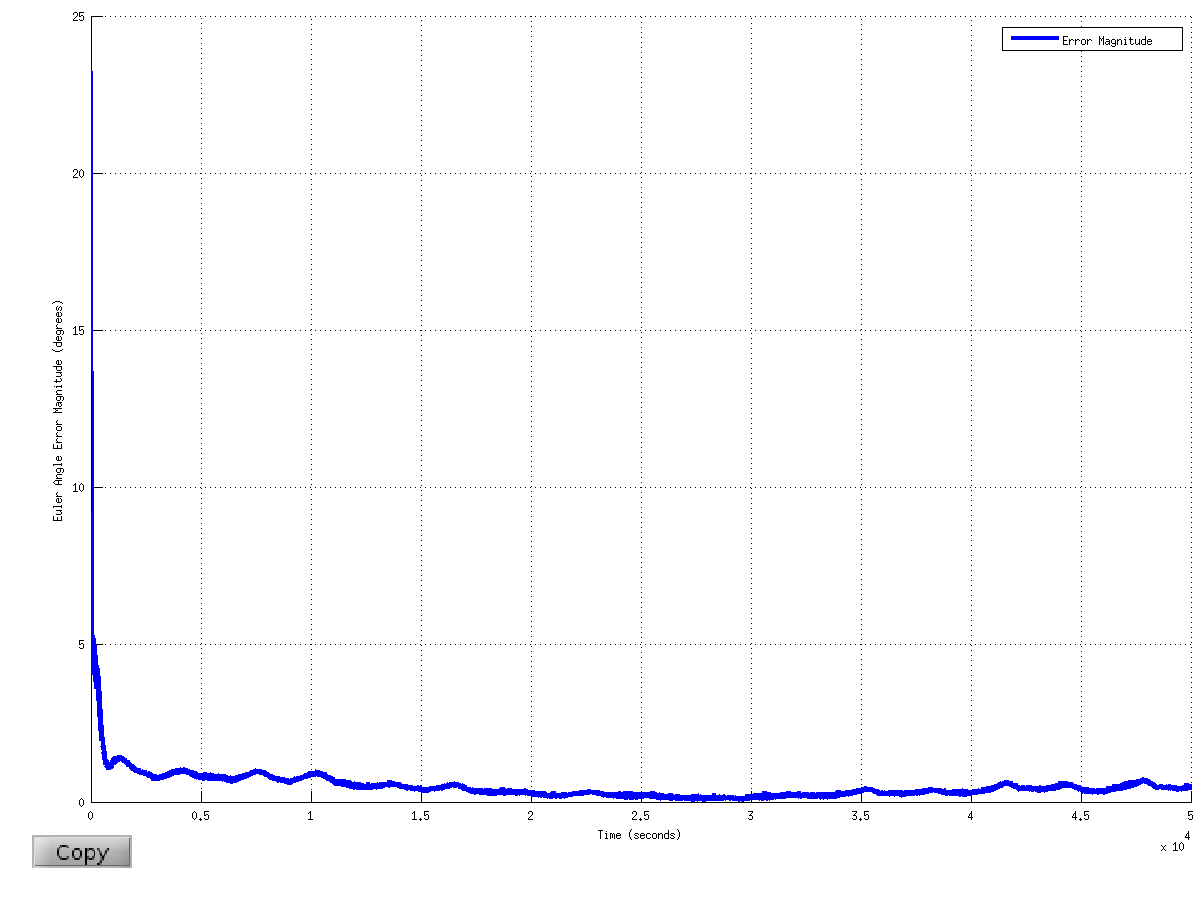 25
Error Magnitude
20
15
Euler Angle Error Magnitude (degrees)
10
5
0
0 0.5 1 1.5 2 2.5 3 3.5 4 4.5 5
Time (seconds)
x 10 4
Copy